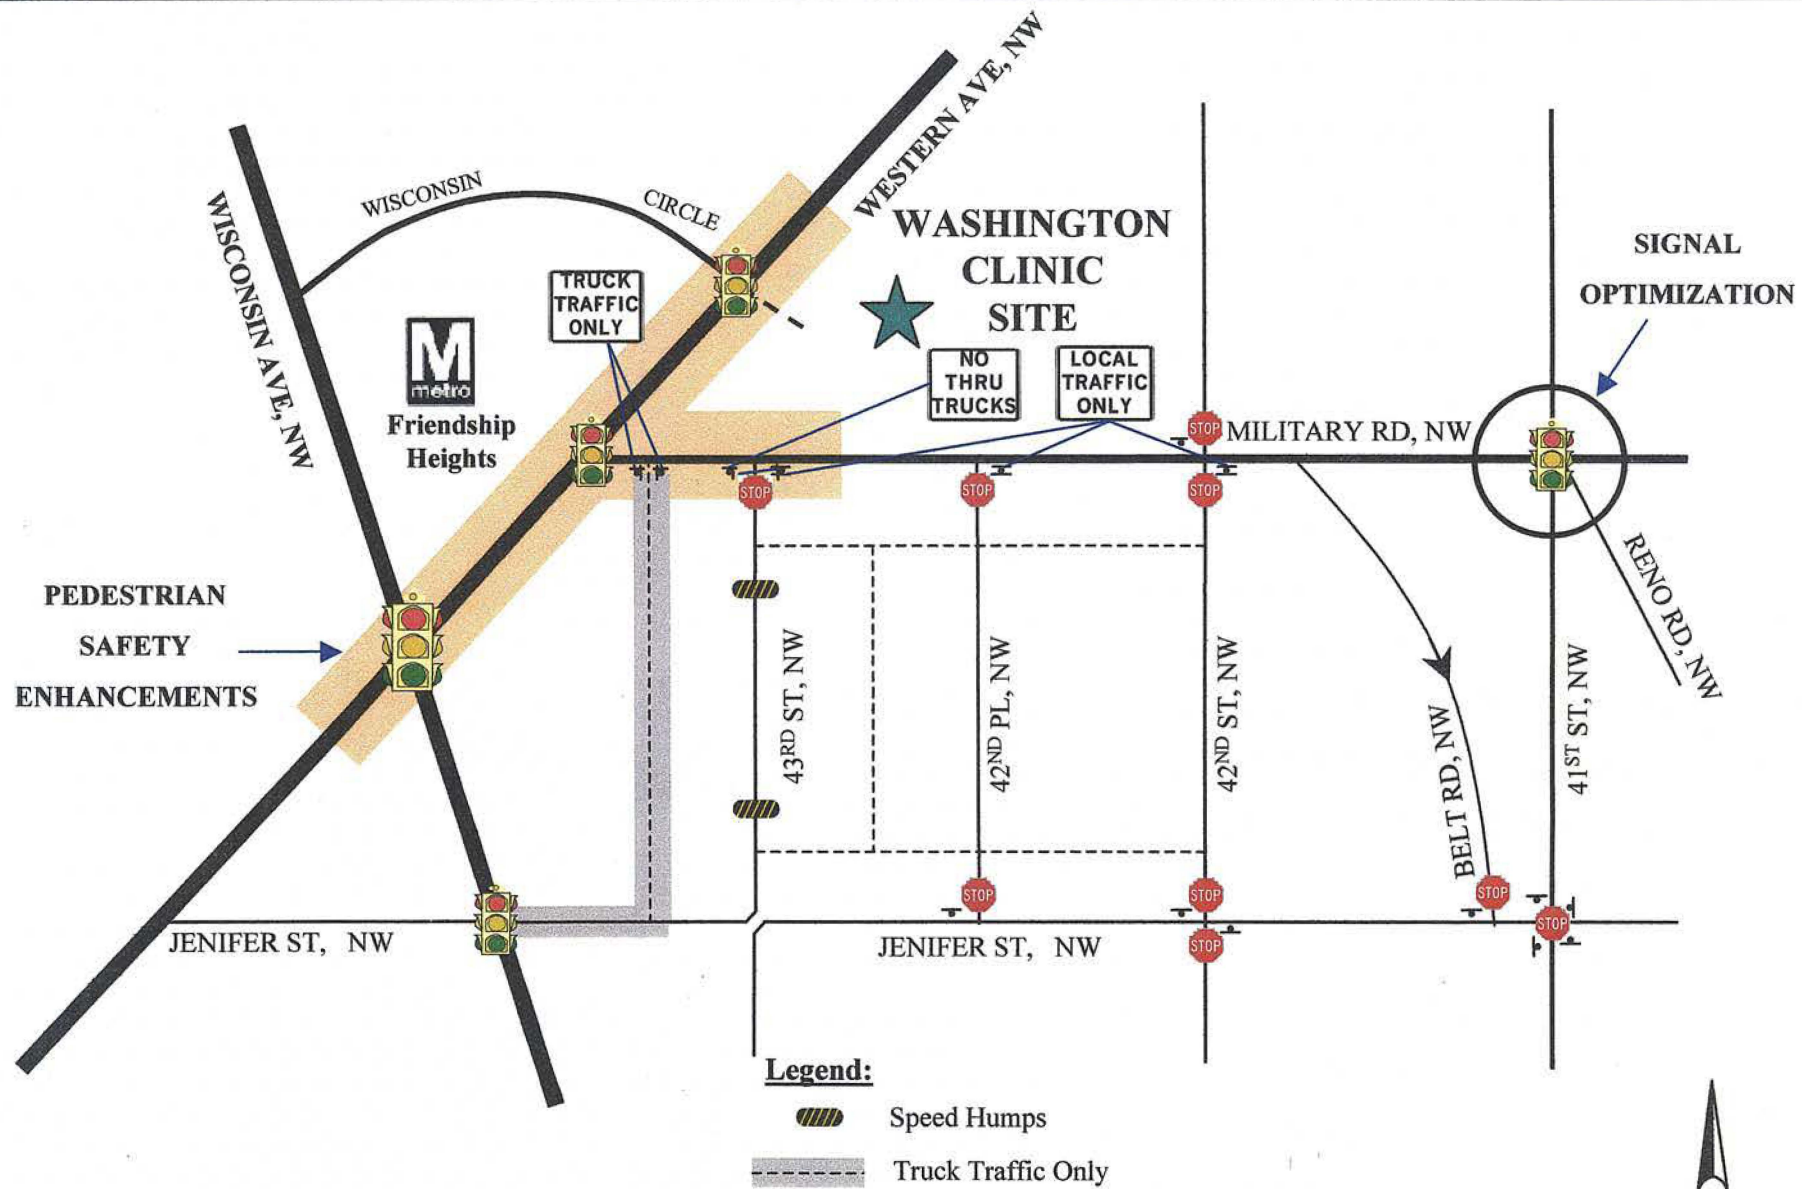 WESTERN AVE, NW
WISCONSIN
CIRCLE
WISCONSIN AVE, NW
WASHINGTON
CLINIC
SITE
SIGNAL
OPTIMIZATION
TRUCK
TRAFFIC
ONLY
M
metro
Friendship
Heights
NO
THRU
TRUCKS
LOCAL
TRAFFIC
ONLY
STOP
MILITARY RD, NW
STOP
STOP
STOP
RENO RD, NW
PEDESTRIAN
SAFETY
ENHANCEMENTS
43RD ST, NW
42ND PL, NW
42ND ST, NW
BELT RD, NW
41ST ST, NW
STOP
STOP
STOP
STOP
STOP
JENIFER ST, NW
JENIFER ST, NW
Legend:
Speed Humps
Truck Traffic Only